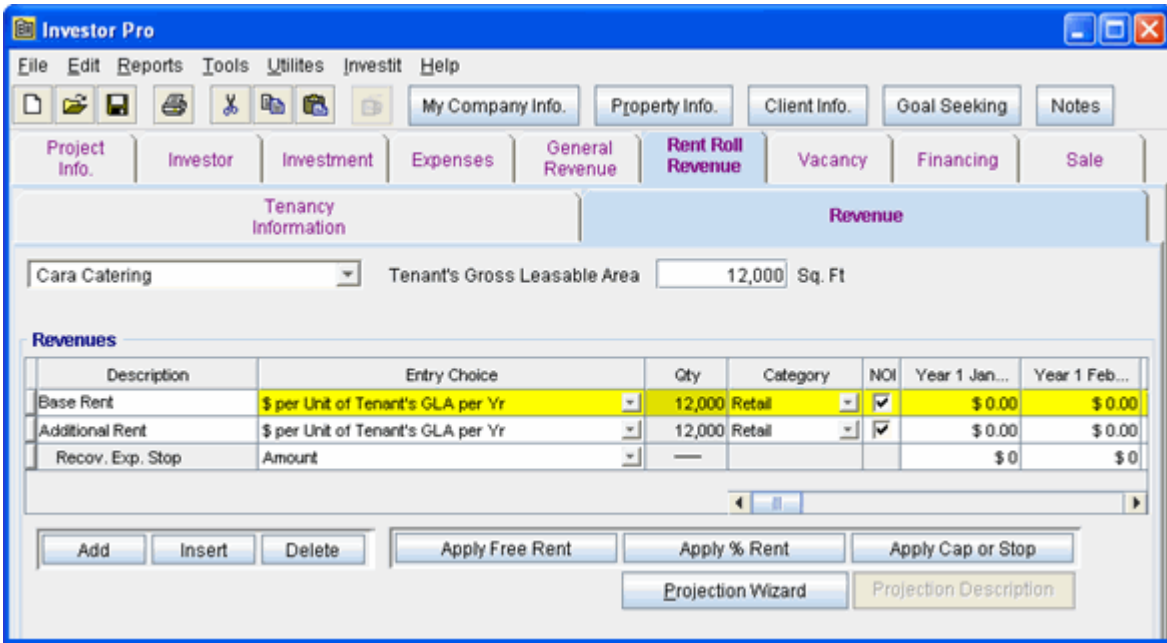 Investor Pro
File Edit Reports Tools Utilites Investit Help
My Company Info. Property Info. Client Info. Goal Seeking Notes
Project Info. Investor Investment Expenses General Revenue Rent Roll Revenue Vacancy Financing Sale
Tenancy Information Revenue
Cara Catering Tenant's Gross Leasable Area 12,000 Sq. Ft
Revenues
Description Entry Choice Qty Category NOI Year 1 Jan... Year 1 Feb...
Base Rent $ per Unit of Tenant's GLA per Yr 12,000 Retail $ 0.00 $ 0.00
Additional Rent $ per Unit of Tenant's GLA per Yr 12,000 Retail $ 0.00 $ 0.00
Recov. Exp. Stop Amount — $ 0 $ 0
Add Insert Delete Apply Free Rent Apply % Rent Apply Cap or Stop
Projection Wizard Projection Description